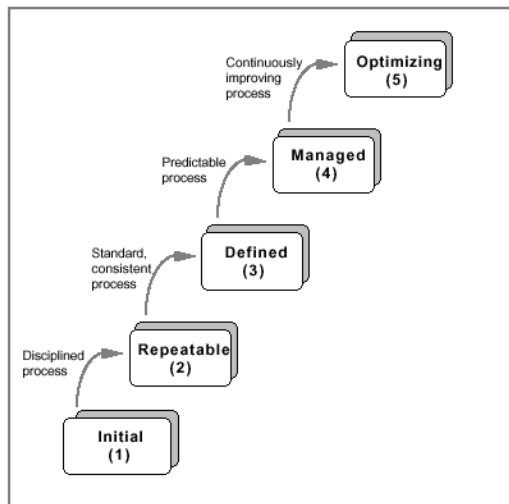 Continuously
improving
process
Optimizing
(5)
Predictable
process
Managed
(4)
Standard,
consistent
process
Defined
(3)
Disciplined
process
Repeatable
(2)
Initial
(1)